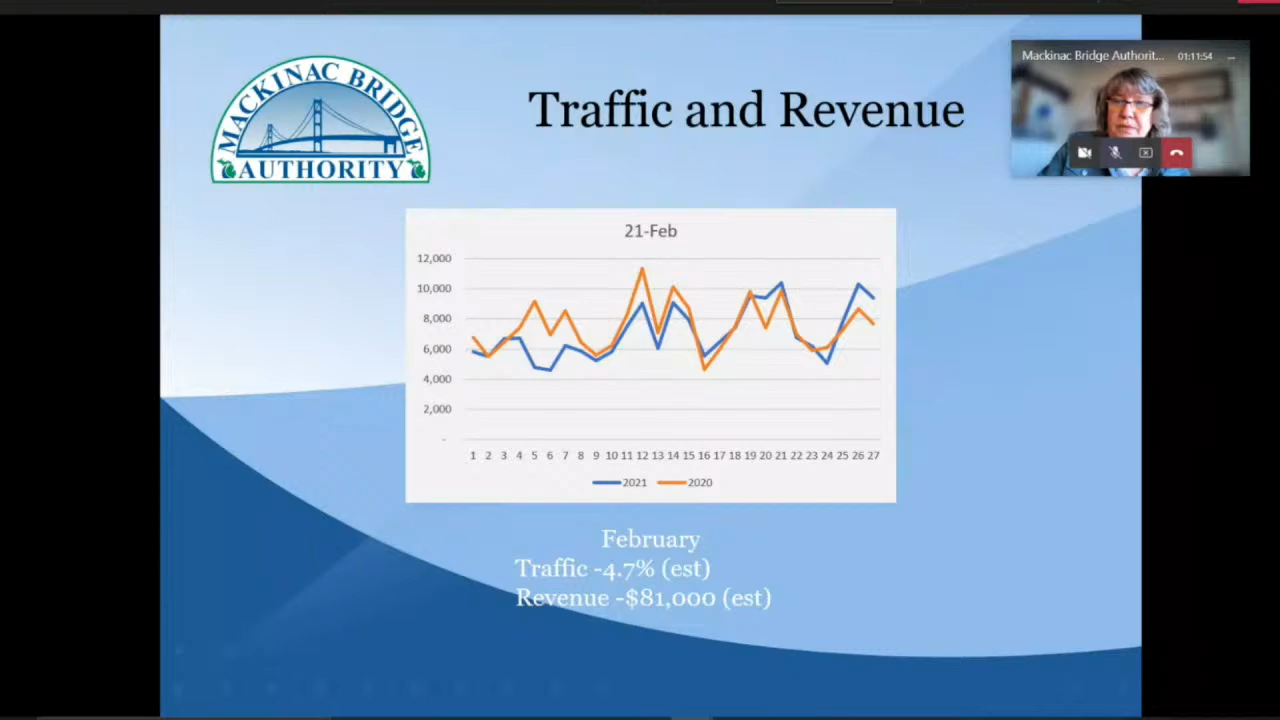 MACKINAC BRIDGE
AUTHORITY
Traffic and Revenue
Mackinac Bridge Authorit...
01:11:54
21-Feb
12,000
10,000
8,000
6,000
4,000
2,000
-
1 2 3 4 5 6 7 8 9 10 11 12 13 14 15 16 17 18 19 20 21 22 23 24 25 26 27
2021 2020
February
Traffic -4.7% (est)
Revenue -$81,000 (est)